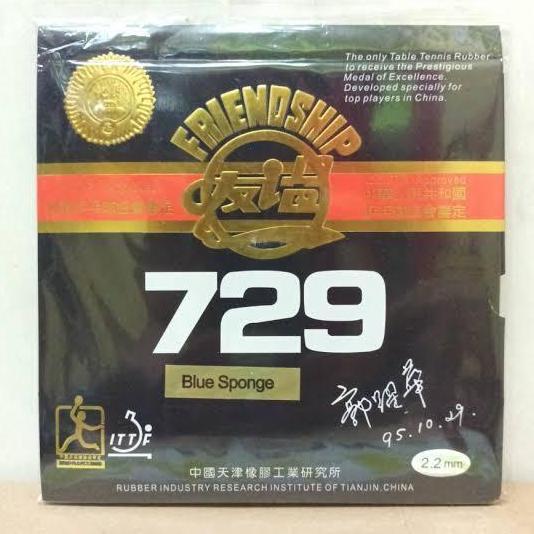 The only Table Tennis Rubber
to receive the Prestigious
Medal of Excellence.
Developed specially for
top players in China.
FRIENDSHIP
友谊
729
Blue Sponge
95.10.29.
ITTF
2.2mm
中國天津橡膠工業研究所
RUBBER INDUSTRY RESEARCH INSTITUTE OF TIANJIN, CHINA